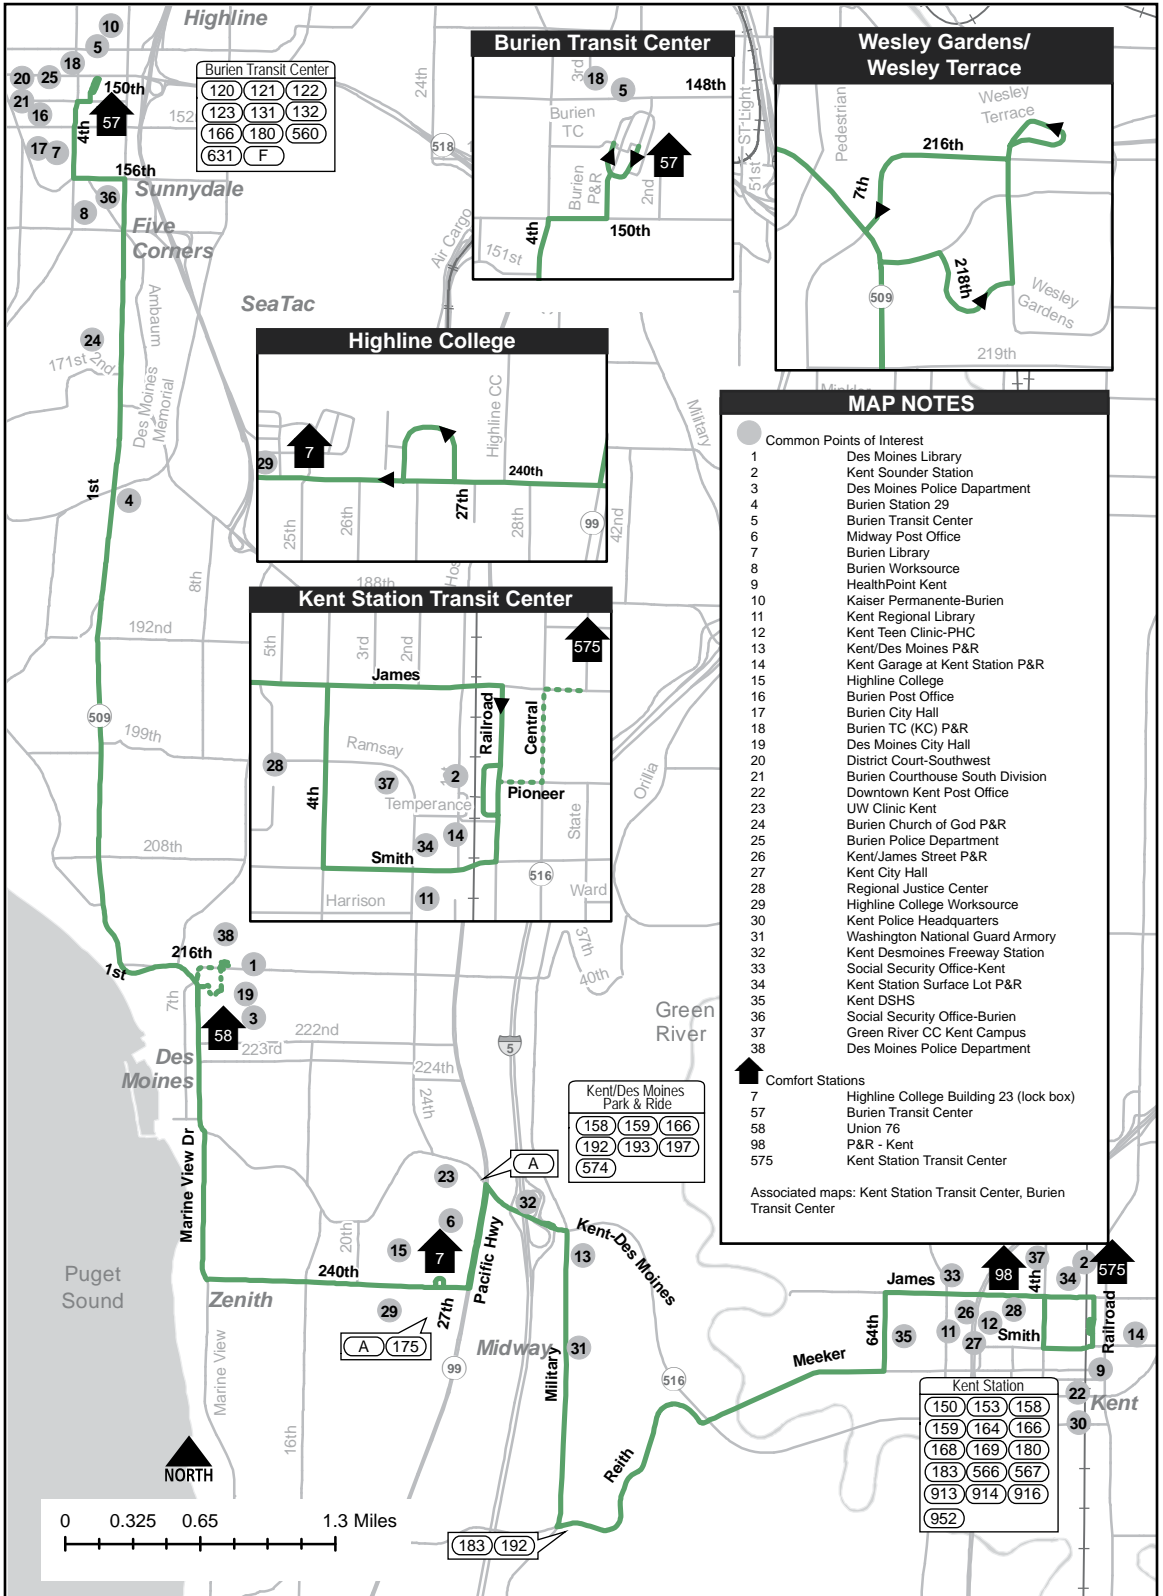 Highline
10
5
18
20
25
21
16
150th
57
4th
152
17
7
156th
Sunnydale
36
8
Five
Corners
Burien Transit Center
120 121 122
123 131 132
166 180 560
631 F
24th
518
Air Cargo
SeaTac
Ambaum
Des Moines
Memorial
24
171st
2nd
1st
4
8th
188th
192nd
509
199th
208th
Burien Transit Center
3rd
18
5
148th
Burien
TC
57
Burien
P&R
2nd
4th
150th
151st
ST Light
51st
Wesley Gardens/
Wesley Terrace
Pedestrian
Wesley
Terrace
216th
7th
218th
509
Wesley
Gardens
219th
Highline College
Highline CC
7
29
240th
27th
25th
26th
28th
99
42nd
Military
Kent Station Transit Center
5th
3rd
2nd
575
James
Railroad
Central
Ramsay
28
37
2
Temperance
Pioneer
4th
34
14
State
Smith
516
Harrison
11
Ward
Orillia
37th
40th
MAP NOTES
Common Points of Interest
1 Des Moines Library
2 Kent Sounder Station
3 Des Moines Police Dapartment
4 Burien Station 29
5 Burien Transit Center
6 Midway Post Office
7 Burien Library
8 Burien Worksource
9 HealthPoint Kent
10 Kaiser Permanente-Burien
11 Kent Regional Library
12 Kent Teen Clinic-PHC
13 Kent/Des Moines P&R
14 Kent Garage at Kent Station P&R
15 Highline College
16 Burien Post Office
17 Burien City Hall
18 Burien TC (KC) P&R
19 Des Moines City Hall
20 District Court-Southwest
21 Burien Courthouse South Division
22 Downtown Kent Post Office
23 UW Clinic Kent
24 Burien Church of God P&R
25 Burien Police Department
26 Kent/James Street P&R
27 Kent City Hall
28 Regional Justice Center
29 Highline College Worksource
30 Kent Police Headquarters
31 Washington National Guard Armory
32 Kent Desmoines Freeway Station
33 Social Security Office-Kent
34 Kent Station Surface Lot P&R
35 Kent DSHS
36 Social Security Office-Burien
37 Green River CC Kent Campus
38 Des Moines Police Department
Comfort Stations
7 Highline College Building 23 (lock box)
57 Burien Transit Center
58 Union 76
98 P&R - Kent
575 Kent Station Transit Center
Associated maps: Kent Station Transit Center, Burien
Transit Center
38
216th
1
1st
19
7th
3
58
222nd
223rd
224th
24th
Des
Moines
5
Green
River
Kent/Des Moines
Park & Ride
158 159 166
192 193 197
574
A
23
32
6
15
7
20th
Pacific Hwy
Kent-Des Moines
13
Marine View Dr
240th
Zenith
29
27th
A 175
Puget
Sound
Marine View
16th
99
Midway
31
Military
516
Reith
183 192
Meeker
64th
James
33
98
37
4th
34
2
575
26
28
12
11
27
Smith
35
Railroad
14
9
22
Kent
30
Kent Station
150 153 158
159 164 166
168 169 180
183 566 567
913 914 916
952
NORTH
0 0.325 0.65 1.3 Miles